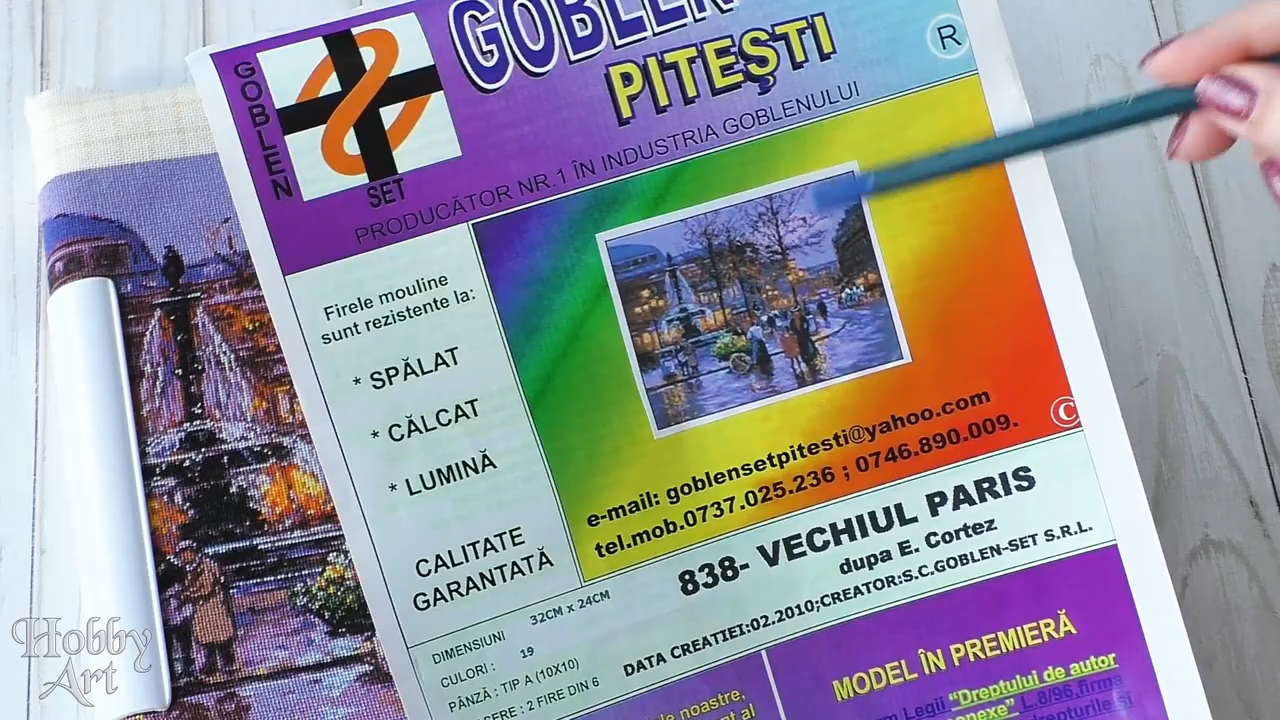 GOBLEN
PITEŞTI
®
GOBLEN
SET
PRODUCĂTOR NR.1 ÎN INDUSTRIA GOBLENULUI
Firele mouline
sunt rezistente la:
* SPĂLAT
* CĂLCAT
* LUMINĂ
CALITATE
GARANTATĂ
©
e-mail: goblensetpitesti@yahoo.com
tel.mob.0737.025.236 ; 0746.890.009.
838- VECHIUL PARIS
dupa E. Cortez
DATA CREATIEI:02.2010;CREATOR:S.C.GOBLEN-SET S.R.L.
DIMENSIUNI 32CM x 24CM
CULORI : 19
PÂNZĂ : TIP A (10X10)
: 2 FIRE DIN 6
noastre,
MODEL ÎN PREMIERĂ
Legii “Dreptului de autor
L.8/96,firma
Hobby
Art